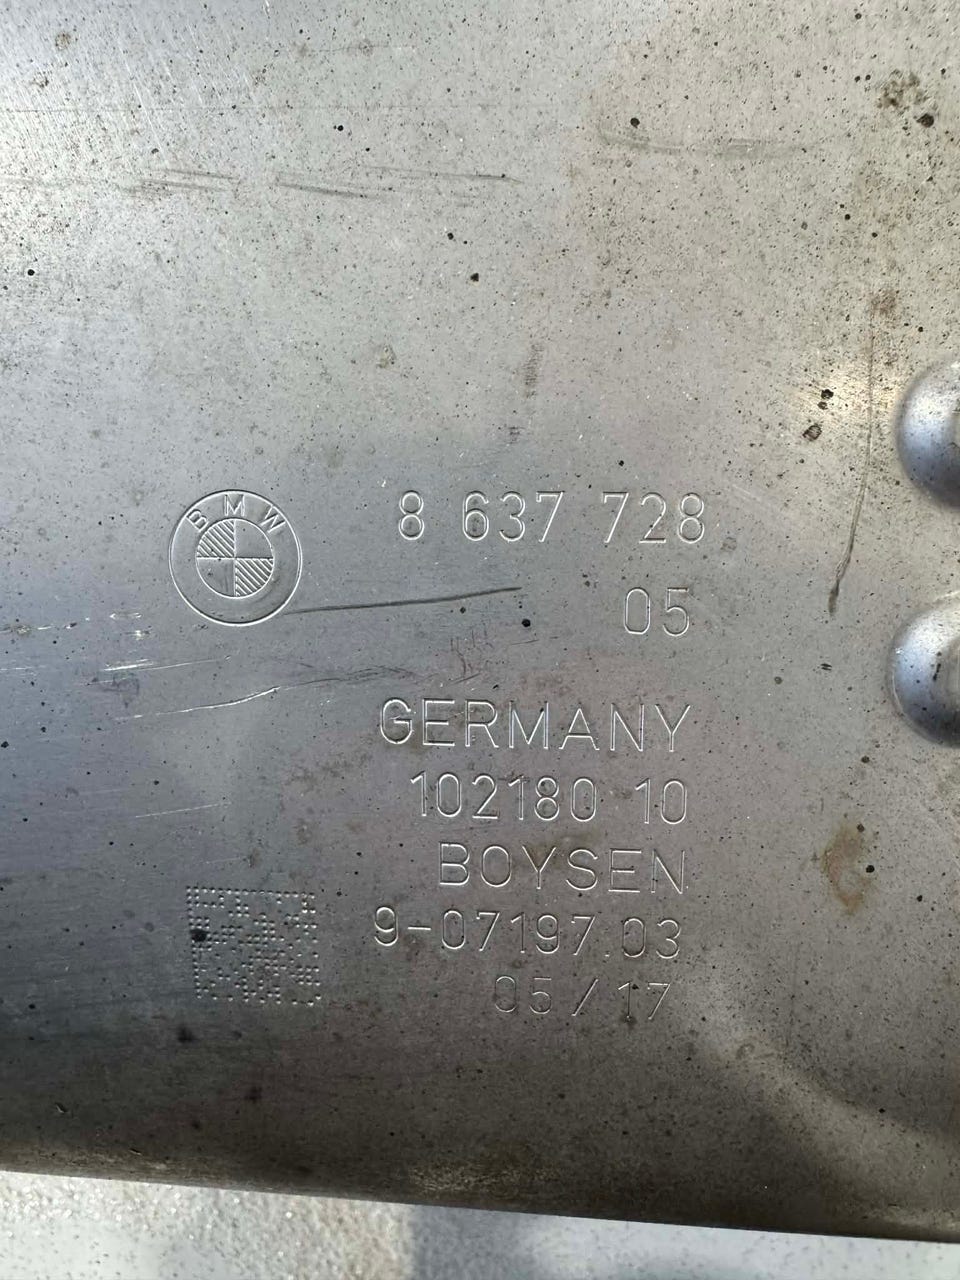 BMW
8 637 728
05
GERMANY
102180 10
BOYSEN
9-07197.03
05/17